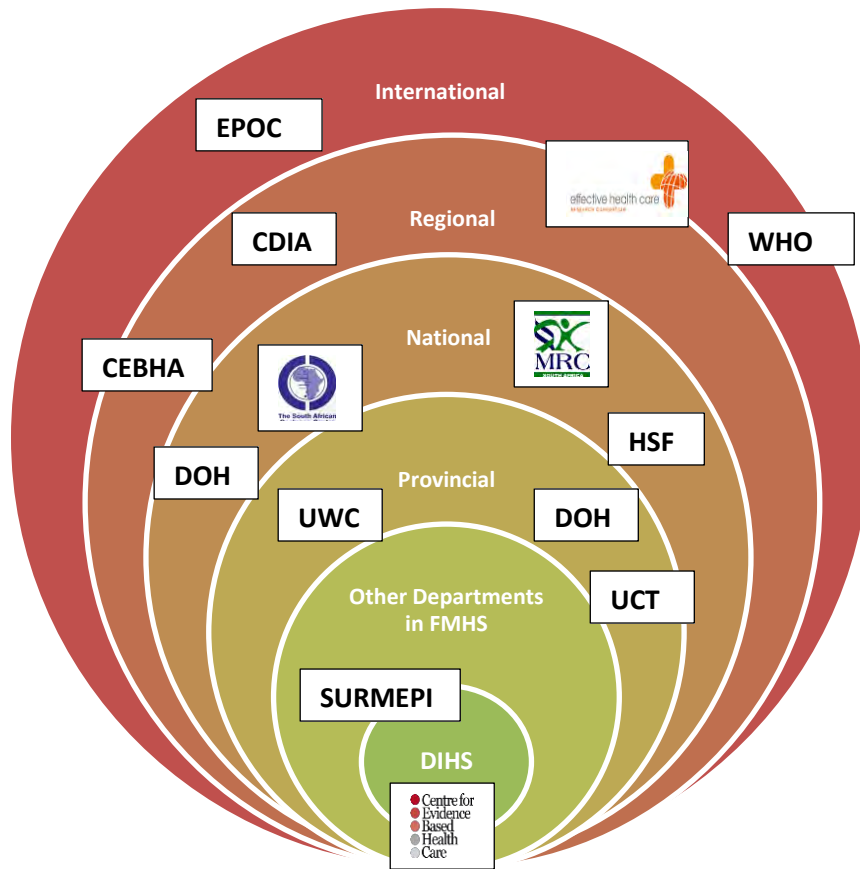 International
EPOC
effective health care
Regional
CDIA
WHO
National
MRC
SOUTH AFRICA
CEBHA
The South African
HSF
DOH
Provincial
UWC
DOH
Other Departments
in FMHS
UCT
SURMEPI
DIHS
Centre for
Evidence
Based
Health
Care